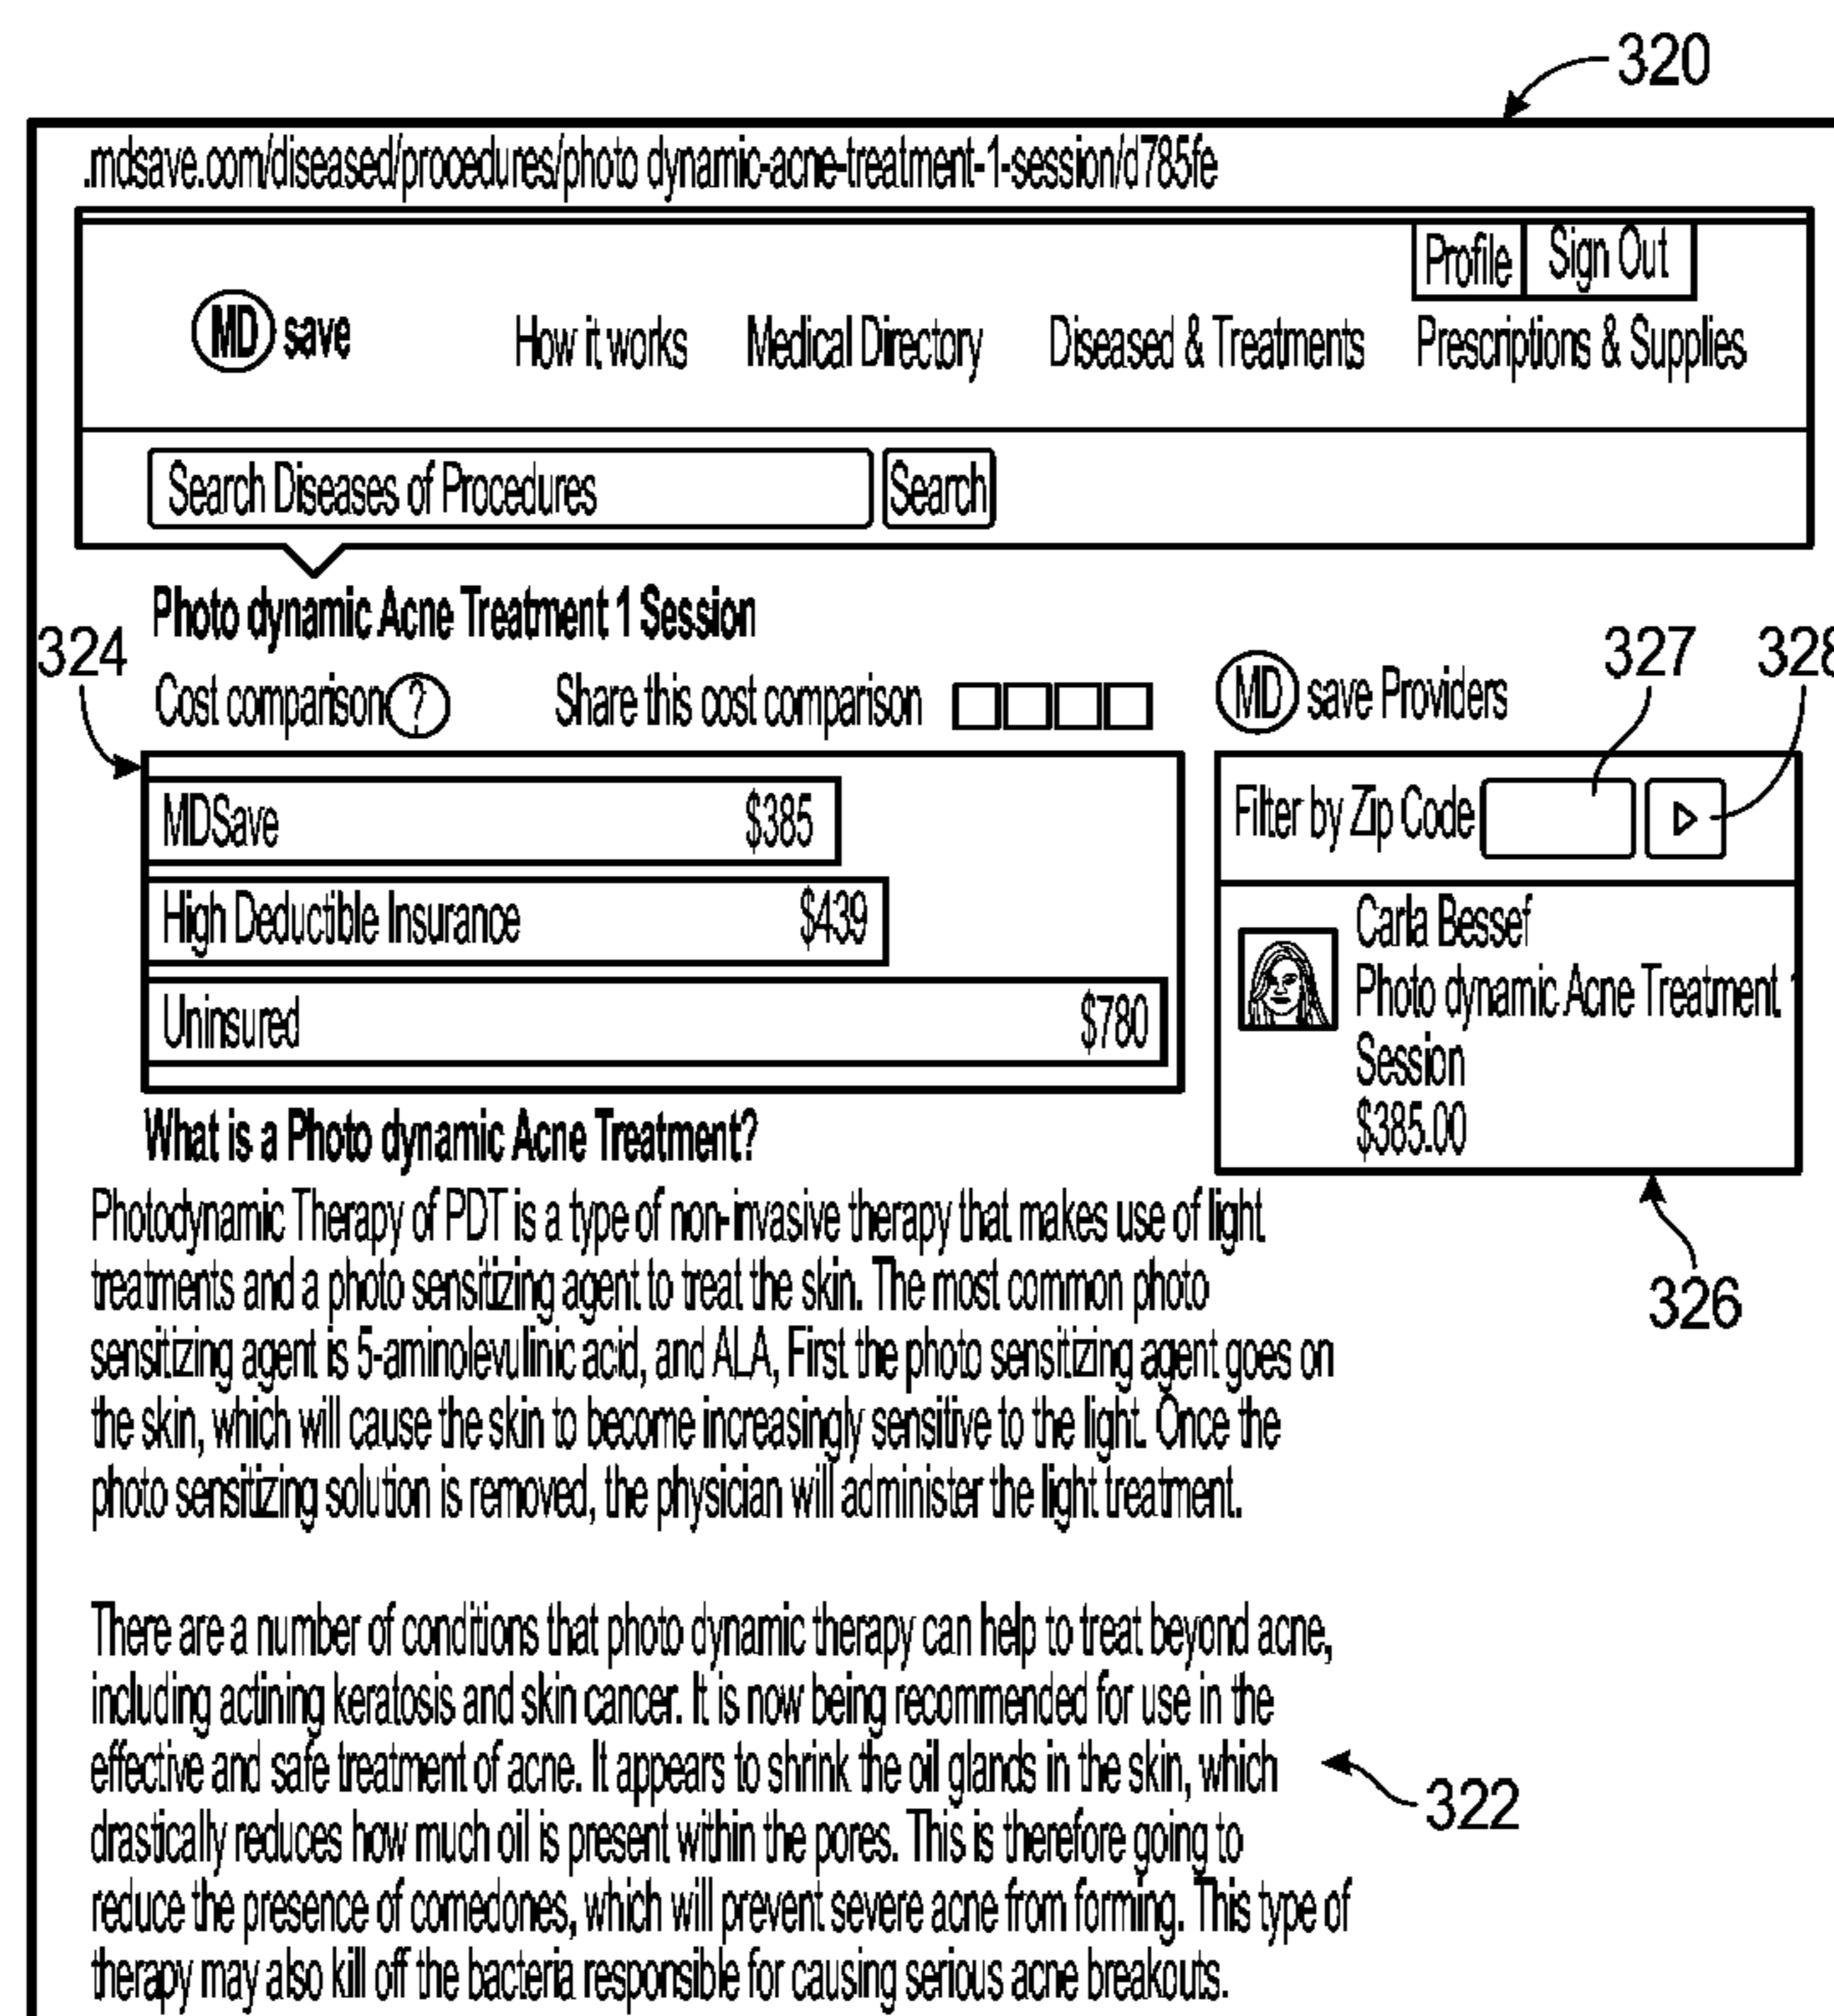 320
.mdsave.com/diseased/procedures/photo dynamic-acne-treatment-1-session/d785fe
Profile Sign Out
MD save How it works Medical Directory Diseased & Treatments Prescriptions & Supplies
Search Diseases of Procedures Search
Photo dynamic Acne Treatment 1 Session
324
Cost comparison ? Share this cost comparison
MDSave $385
High Deductible Insurance $439
Uninsured $780
MD save Providers
327 328
Filter by Zip Code
Carla Bessef
Photo dynamic Acne Treatment 1
Session
$385.00
326
What is a Photo dynamic Acne Treatment?
Photodynamic Therapy of PDT is a type of non-invasive therapy that makes use of light
treatments and a photo sensitizing agent to treat the skin. The most common photo
sensitizing agent is 5-aminolevulinic acid, and ALA, First the photo sensitizing agent goes on
the skin, which will cause the skin to become increasingly sensitive to the light. Once the
photo sensitizing solution is removed, the physician will administer the light treatment.
There are a number of conditions that photo dynamic therapy can help to treat beyond acne,
including actining keratosis and skin cancer. It is now being recommended for use in the
effective and safe treatment of acne. It appears to shrink the oil glands in the skin, which
drastically reduces how much oil is present within the pores. This is therefore going to
reduce the presence of comedones, which will prevent severe acne from forming. This type of
therapy may also kill off the bacteria responsible for causing serious acne breakouts.
322